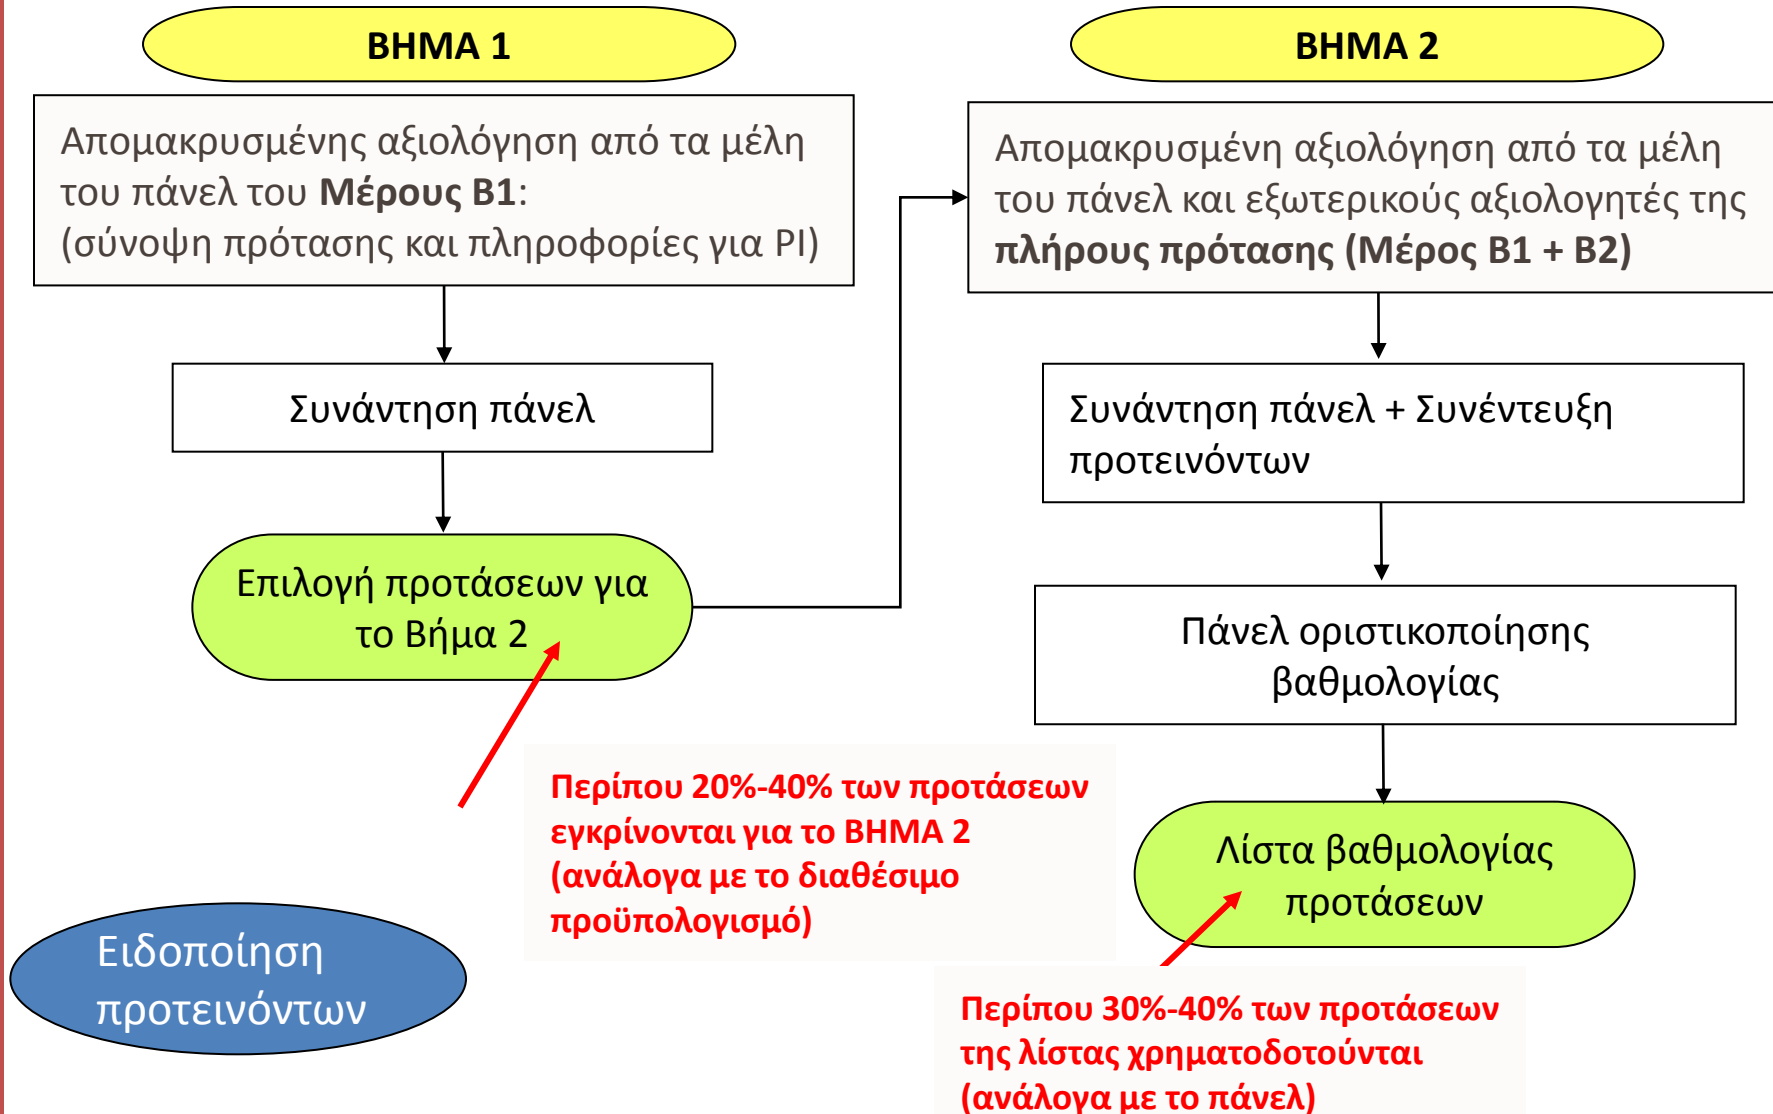 ΒΗΜΑ 1
Απομακρυσμένης αξιολόγηση από τα μέλη
του πάνελ του Μέρους Β1:
(σύνοψη πρότασης και πληροφορίες για PI)
Συνάντηση πάνελ
Επιλογή προτάσεων για
το Βήμα 2
Περίπου 20%-40% των προτάσεων
εγκρίνονται για το ΒΗΜΑ 2
(ανάλογα με το διαθέσιμο
προϋπολογισμό)
Ειδοποίηση
προτεινόντων
ΒΗΜΑ 2
Απομακρυσμένη αξιολόγηση από τα μέλη
του πάνελ και εξωτερικούς αξιολογητές της
πλήρους πρότασης (Μέρος Β1 + Β2)
Συνάντηση πάνελ + Συνέντευξη
προτεινόντων
Πάνελ οριστικοποίησης
βαθμολογίας
Λίστα βαθμολογίας
προτάσεων
Περίπου 30%-40% των προτάσεων
της λίστας χρηματοδοτούνται
(ανάλογα με το πάνελ)